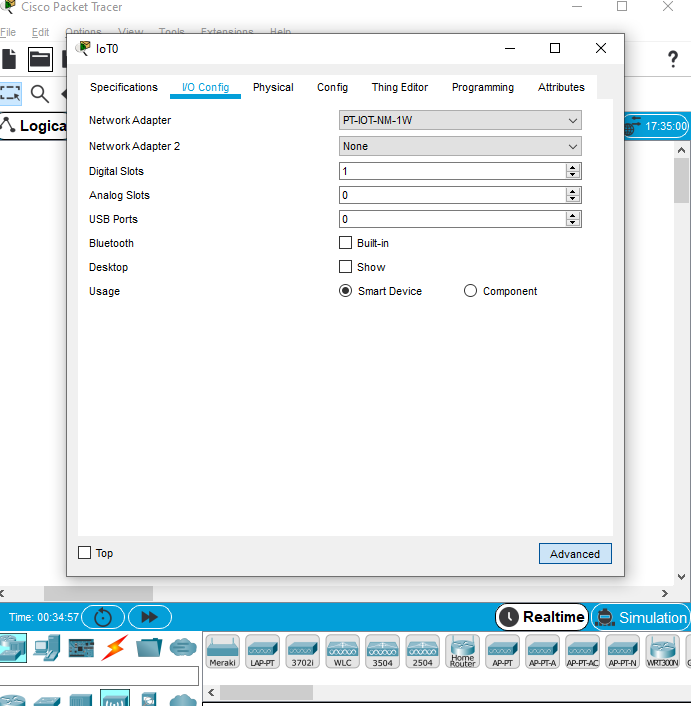 Cisco Packet Tracer
File Edit Options View Tools Extensions Help
IoT0
?
Specifications I/O Config Physical Config Thing Editor Programming Attributes
Logica
17:35:00
Network Adapter PT-IOT-NM-1W
Network Adapter 2 None
Digital Slots 1
Analog Slots 0
USB Ports 0
Bluetooth Built-in
Desktop Show
Usage Smart Device Component
Top Advanced
Time: 00:34:57 Realtime Simulation
Meraki LAP-PT 3702i WLC 3504 2504 Home Router AP-PT AP-PT-A AP-PT-AC AP-PT-N WRT300N